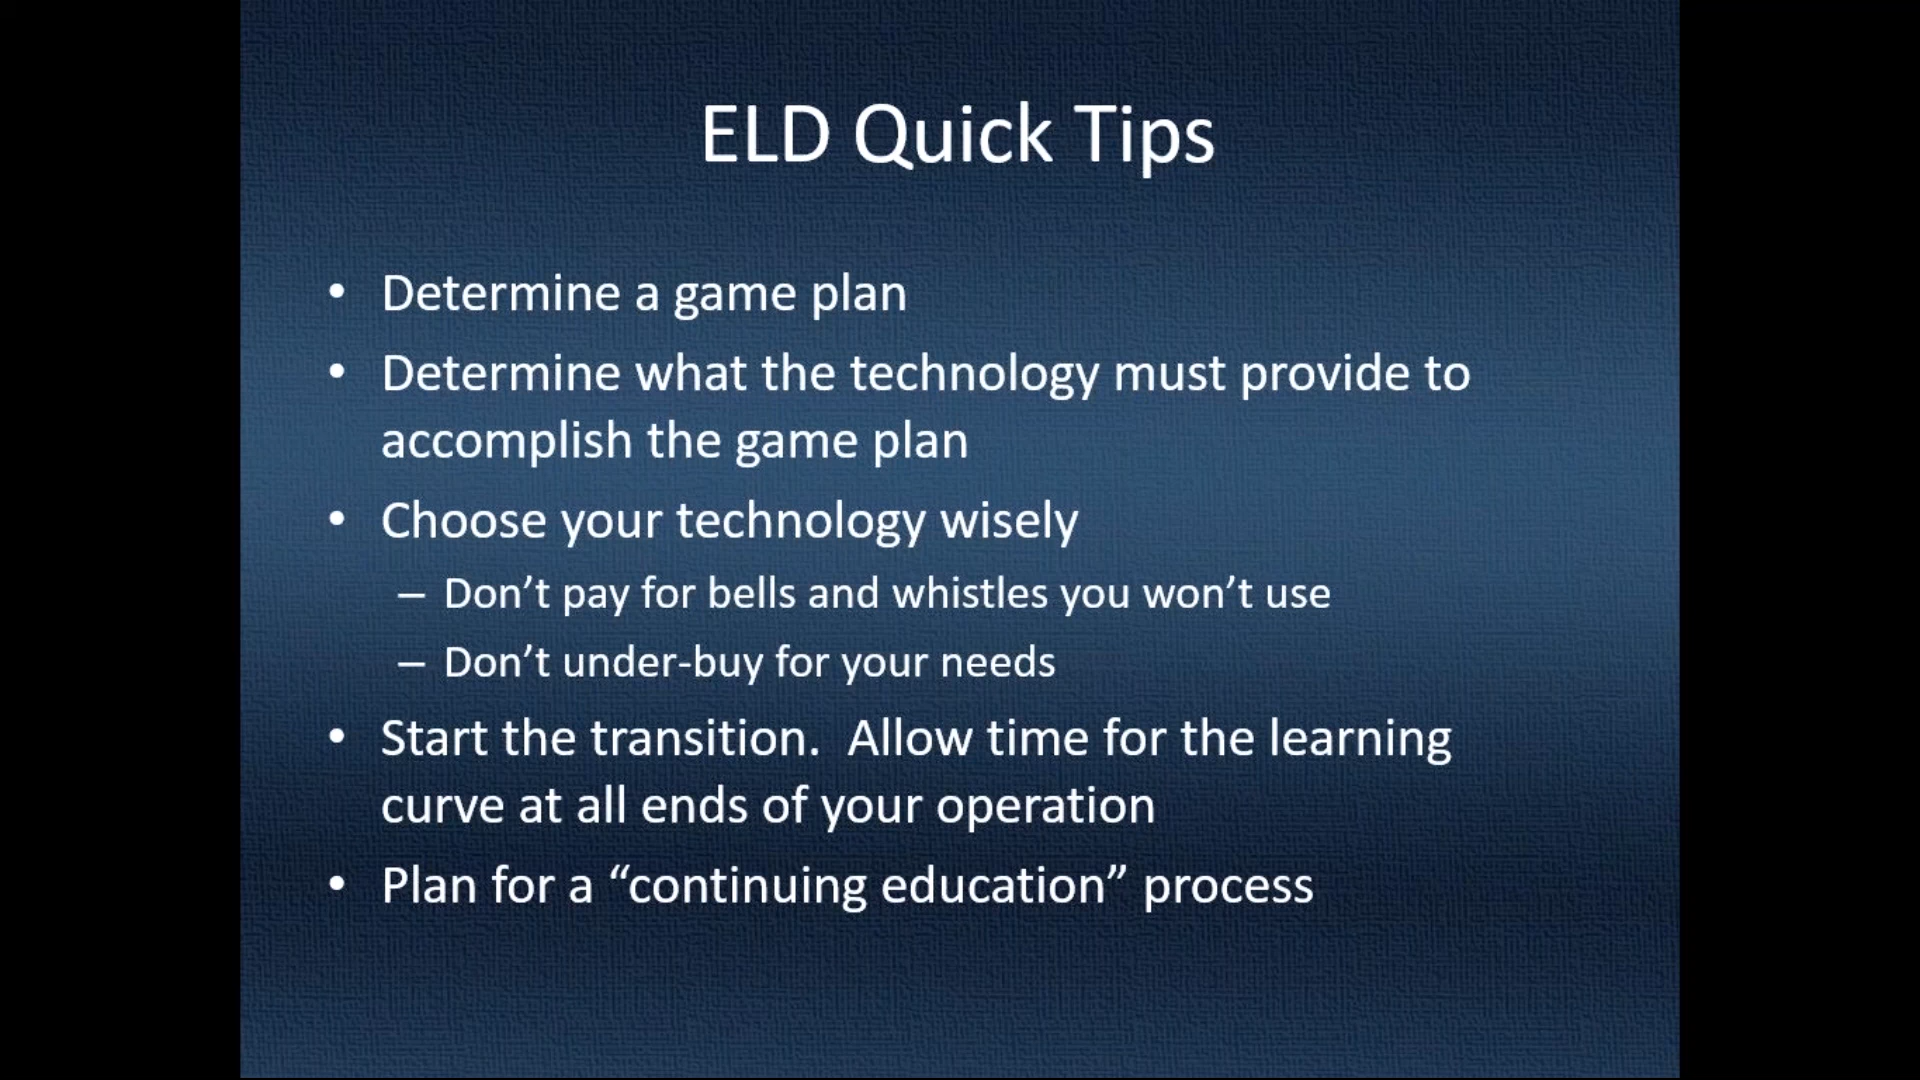 ELD Quick Tips
• Determine a game plan
• Determine what the technology must provide to
accomplish the game plan
• Choose your technology wisely
– Don’t pay for bells and whistles you won’t use
– Don’t under-buy for your needs
• Start the transition.  Allow time for the learning
curve at all ends of your operation
• Plan for a “continuing education” process